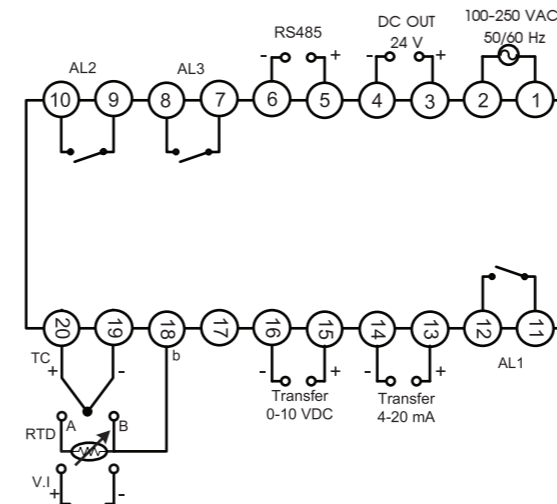 RS485
DC OUT
24 V
100-250 VAC
50/60 Hz
AL2
AL3
- +
- +
10 9 8 7 6 5 4 3 2 1
20 19 18 17 16 15 14 13 12 11
TC
+ -
b
- +
- +
AL1
Transfer
0-10 VDC
Transfer
4-20 mA
RTD
A B
V.I
+ -